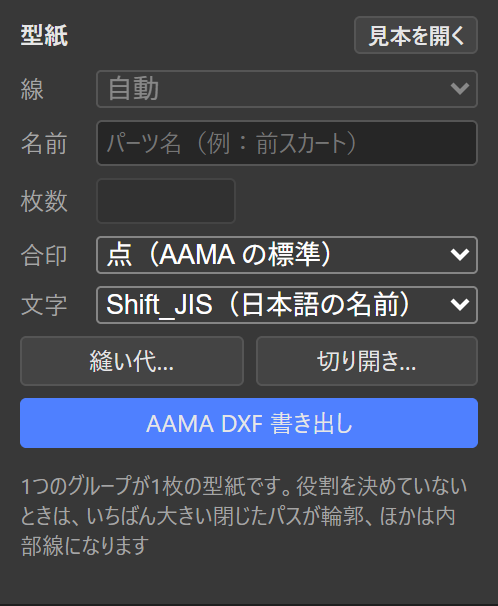 型紙
見本を開く
線
自動
名前
パーツ名（例：前スカート）
枚数
合印
点（AAMA の標準）
文字
Shift_JIS（日本語の名前）
縫い代...
切り開き...
AAMA DXF 書き出し
1つのグループが1枚の型紙です。役割を決めていない
ときは、いちばん大きい閉じたパスが輪郭、ほかは内
部線になります